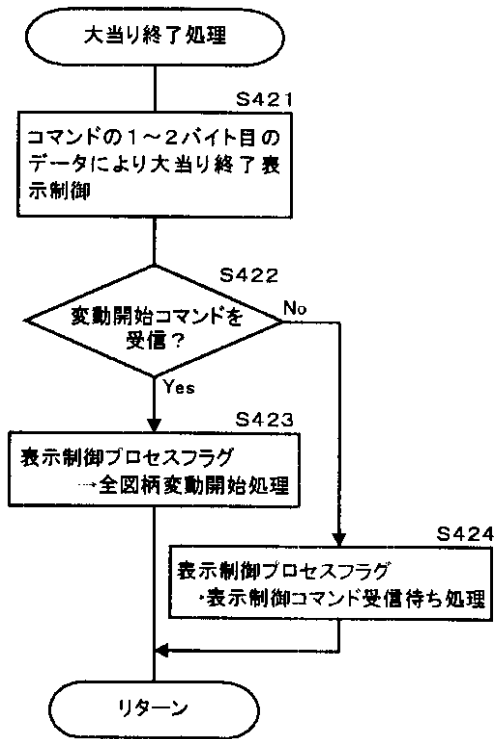 大当り終了処理
S421
コマンドの1～2バイト目の
データにより大当り終了表
示制御
S422
変動開始コマンドを
受信？
No
Yes
S423
表示制御プロセスフラグ
→全図柄変動開始処理
S424
表示制御プロセスフラグ
→表示制御コマンド受信待ち処理
リターン